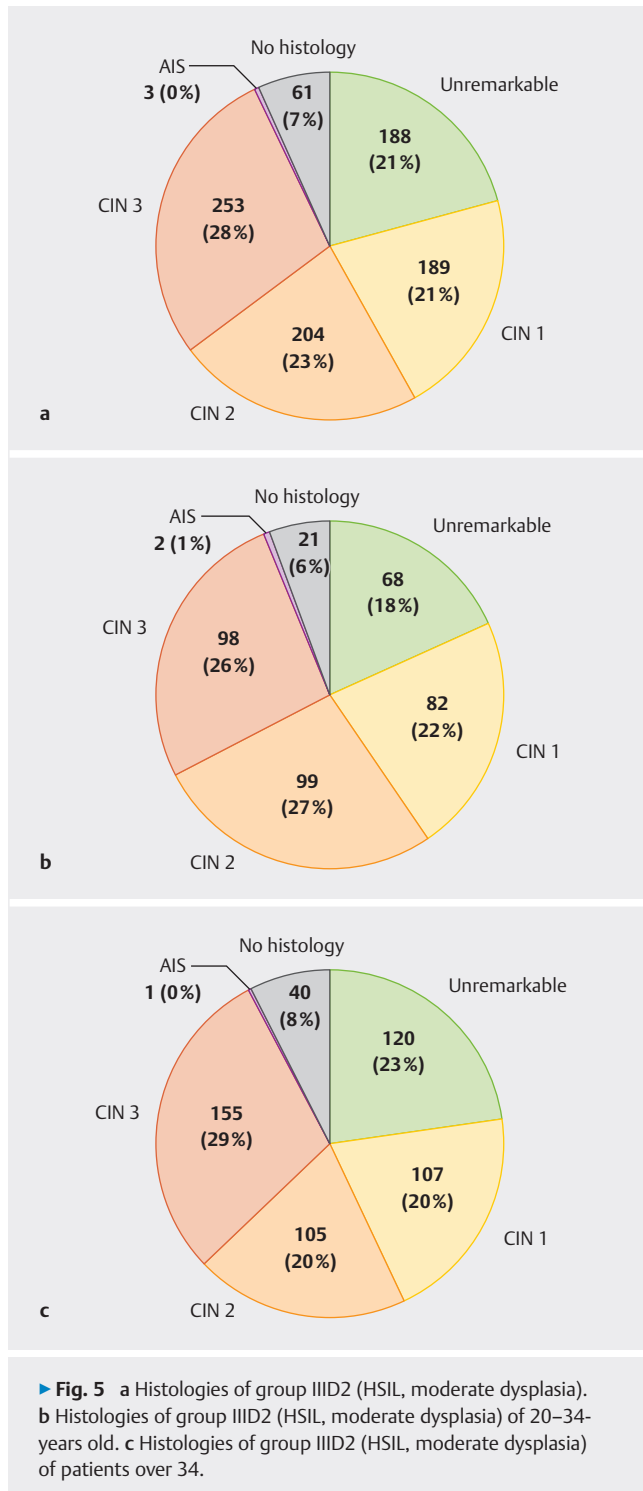 No histology
AIS
3 (0%)
61
(7%)
Unremarkable
188
(21%)
CIN 3
253
(28%)
189
(21%)
CIN 1
204
(23%)
CIN 2
a
No histology
AIS
2 (1%)
21
(6%)
Unremarkable
68
(18%)
CIN 3
98
(26%)
82
(22%)
CIN 1
99
(27%)
CIN 2
b
No histology
AIS
1 (0%)
40
(8%)
Unremarkable
120
(23%)
CIN 3
155
(29%)
107
(20%)
CIN 1
105
(20%)
CIN 2
c
▶ Fig. 5 a Histologies of group IIID2 (HSIL, moderate dysplasia).
b Histologies of group IIID2 (HSIL, moderate dysplasia) of 20–34-
years old. c Histologies of group IIID2 (HSIL, moderate dysplasia)
of patients over 34.